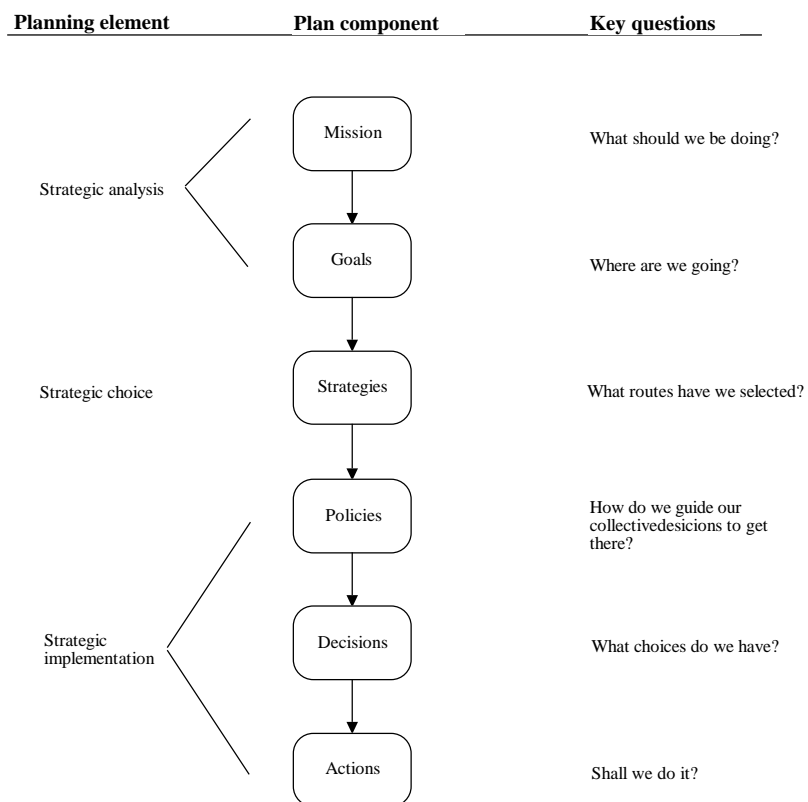 Planning element Plan component Key questions
Mission
What should we be doing?
Strategic analysis
Goals
Where are we going?
Strategic choice
Strategies
What routes have we selected?
Policies
How do we guide our
collectivedesicions to get
there?
Strategic
implementation
Decisions
What choices do we have?
Actions
Shall we do it?